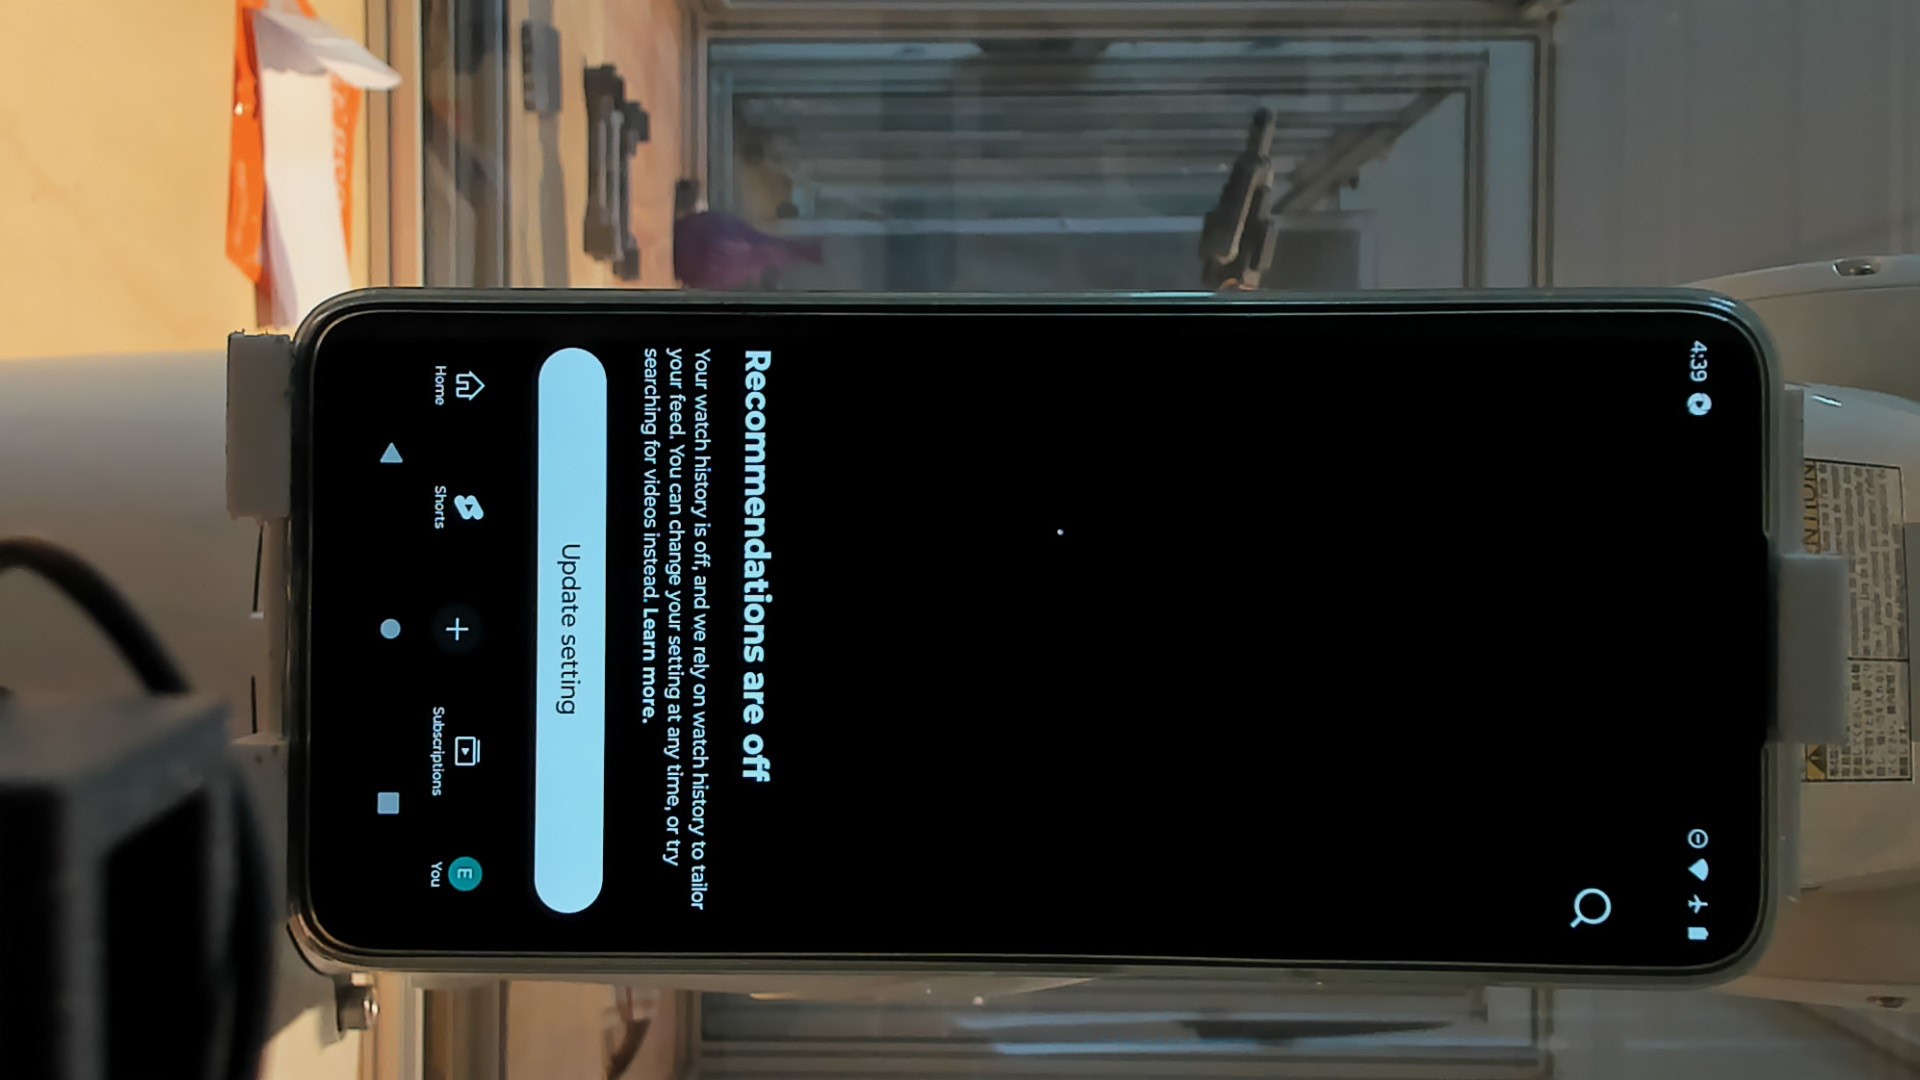 4:39
Recommendations are off
Your watch history is off, and we rely on watch history to tailor
your feed. You can change your setting at any time, or try
searching for videos instead. Learn more.
Update setting
Home
Shorts
Subscriptions
E
You